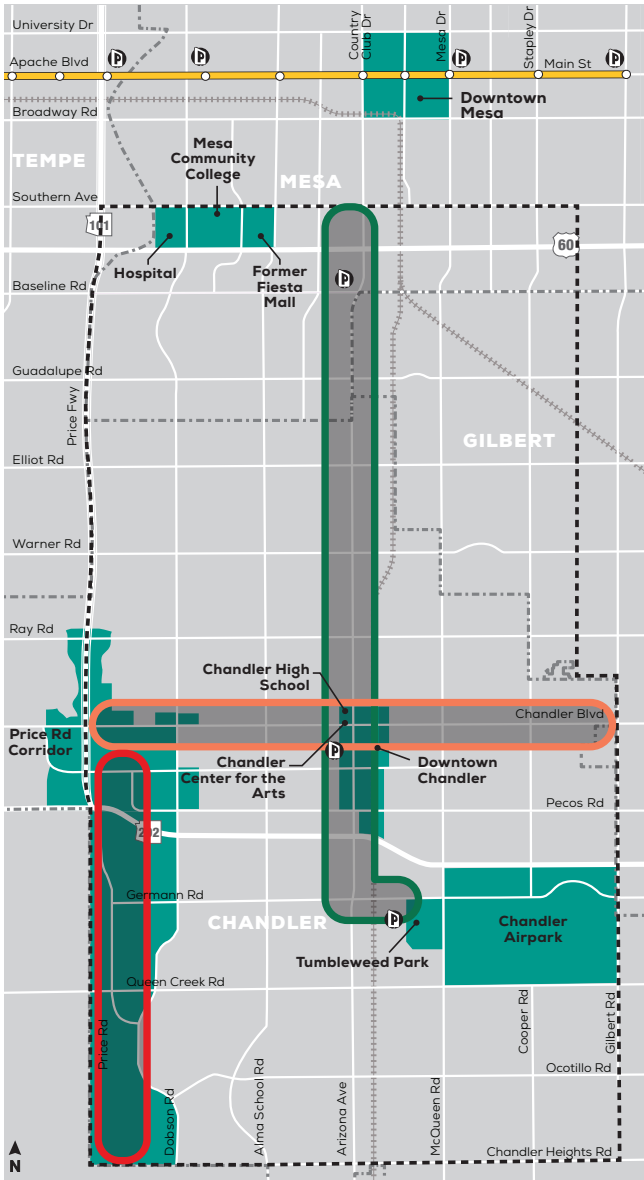 University Dr
Country
Club Dr
Mesa Dr
Stapley Dr
P
P
P
P
Apache Blvd
Main St
Downtown
Mesa
Broadway Rd
TEMPE
Mesa
Community
College
MESA
Southern Ave
101
60
Hospital
Former
Fiesta
Mall
P
Baseline Rd
Guadalupe Rd
Price Fwy
GILBERT
Elliot Rd
Warner Rd
Ray Rd
Chandler High
School
Chandler Blvd
Price Rd
Corridor
P
Chandler
Center for the
Arts
Downtown
Chandler
Pecos Rd
202
Germann Rd
CHANDLER
P
Chandler
Airpark
Tumbleweed Park
Queen Creek Rd
Price Rd
Cooper Rd
Gilbert Rd
Ocotillo Rd
Dobson Rd
Alma School Rd
Arizona Ave
McQueen Rd
Chandler Heights Rd
N